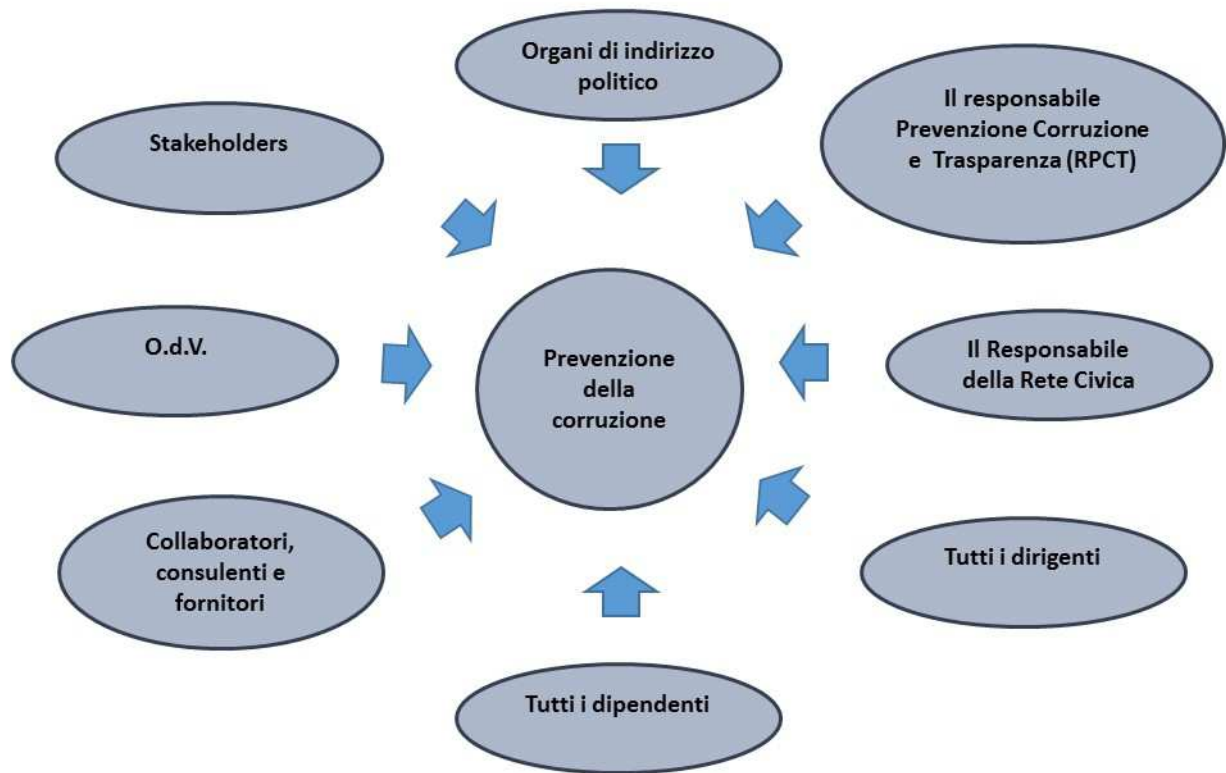 Organi di indirizzo
politico
Il responsabile
Prevenzione Corruzione
e Trasparenza (RPCT)
Stakeholders
O.d.V.
Prevenzione
della
corruzione
Il Responsabile
della Rete Civica
Collaboratori,
consulenti e
fornitori
Tutti i dirigenti
Tutti i dipendenti